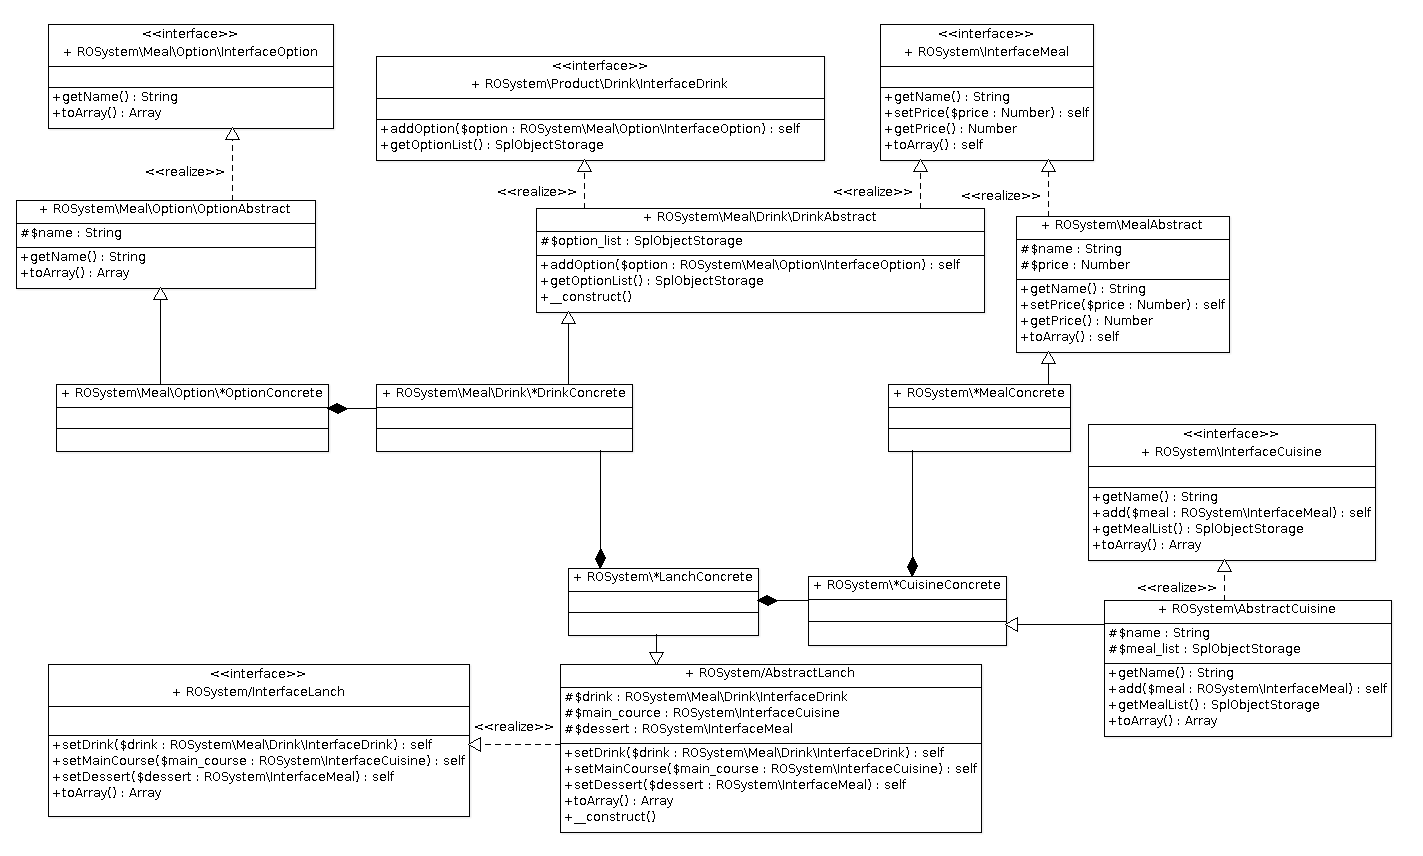 <<interface>>
+ ROSystem\Meal\Option\InterfaceOption
+getName() : String
+toArray() : Array
<<realize>>
+ ROSystem\Meal\Option\OptionAbstract
#$name : String
+getName() : String
+toArray() : Array
<<interface>>
+ ROSystem\Product\Drink\InterfaceDrink
+addOption($option : ROSystem\Meal\Option\InterfaceOption) : self
+getOptionList() : SplObjectStorage
<<realize>>
<<interface>>
+ ROSystem\InterfaceMeal
+getName() : String
+setPrice($price : Number) : self
+getPrice() : Number
+toArray() : self
<<realize>>
<<realize>>
+ ROSystem\Meal\Drink\DrinkAbstract
#$option_list : SplObjectStorage
+addOption($option : ROSystem\Meal\Option\InterfaceOption) : self
+getOptionList() : SplObjectStorage
+__construct()
+ ROSystem\MealAbstract
#$name : String
#$price : Number
+getName() : String
+setPrice($price : Number) : self
+getPrice() : Number
+toArray() : self
+ ROSystem\Meal\Option\*OptionConcrete
+ ROSystem\Meal\Drink\*DrinkConcrete
+ ROSystem\*MealConcrete
<<interface>>
+ ROSystem\InterfaceCuisine
+getName() : String
+add($meal : ROSystem\InterfaceMeal) : self
+getMealList() : SplObjectStorage
+toArray() : Array
<<realize>>
+ ROSystem\*LanchConcrete
+ ROSystem\*CuisineConcrete
+ ROSystem\AbstractCuisine
#$name : String
#$meal_list : SplObjectStorage
+getName() : String
+add($meal : ROSystem\InterfaceMeal) : self
+getMealList() : SplObjectStorage
+toArray() : Array
<<interface>>
+ ROSystem/InterfaceLanch
+setDrink($drink : ROSystem\Meal\Drink\InterfaceDrink) : self
+setMainCourse($main_course : ROSystem\InterfaceCuisine) : self
+setDessert($dessert : ROSystem\InterfaceMeal) : self
+toArray() : Array
<<realize>>
+ ROSystem/AbstractLanch
#$drink : ROSystem\Meal\Drink\InterfaceDrink
#$main_cource : ROSystem\InterfaceCuisine
#$dessert : ROSystem\InterfaceMeal
+setDrink($drink : ROSystem\Meal\Drink\InterfaceDrink) : self
+setMainCourse($main_course : ROSystem\InterfaceCuisine) : self
+setDessert($dessert : ROSystem\InterfaceMeal) : self
+toArray() : Array
+__construct()